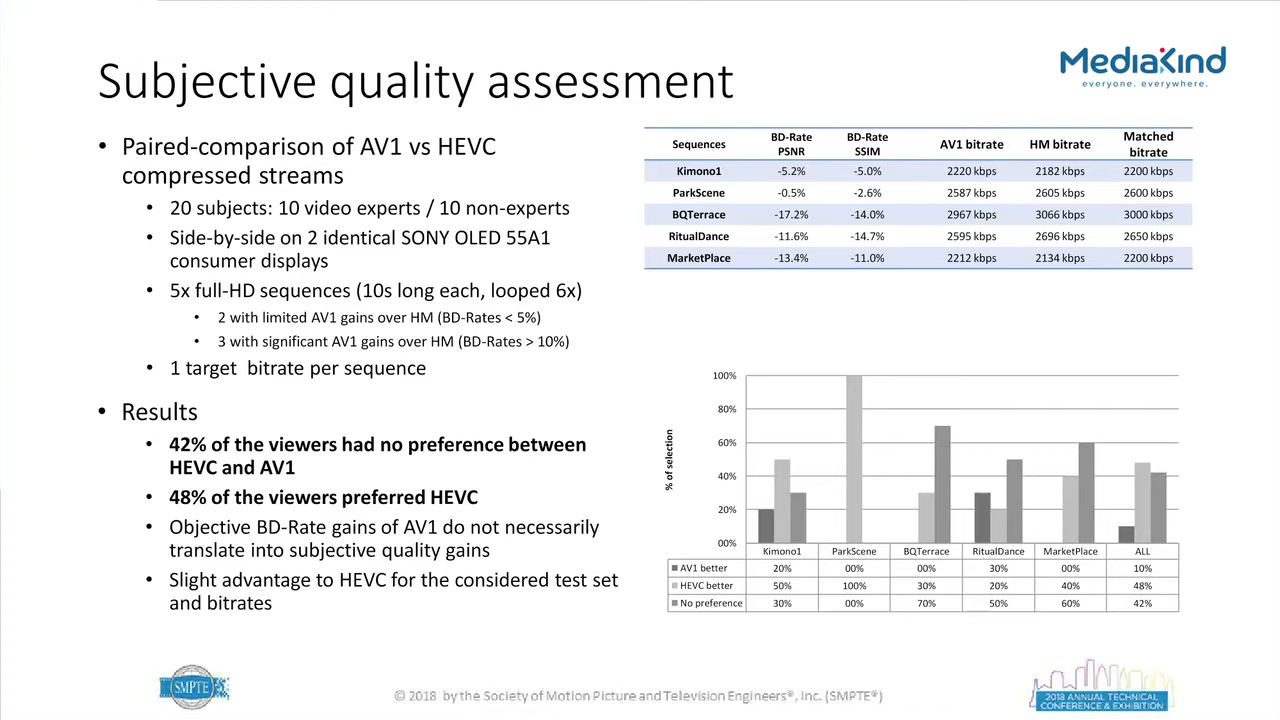 Subjective quality assessment
MediaKind
everyone. everywhere.
• Paired-comparison of AV1 vs HEVC
compressed streams
• 20 subjects: 10 video experts / 10 non-experts
• Side-by-side on 2 identical SONY OLED 55A1
consumer displays
• 5x full-HD sequences (10s long each, looped 6x)
• 2 with limited AV1 gains over HM (BD-Rates < 5%)
• 3 with significant AV1 gains over HM (BD-Rates > 10%)
• 1 target bitrate per sequence
• Results
• 42% of the viewers had no preference between
HEVC and AV1
• 48% of the viewers preferred HEVC
• Objective BD-Rate gains of AV1 do not necessarily
translate into subjective quality gains
• Slight advantage to HEVC for the considered test set
and bitrates
Sequences BD-Rate PSNR BD-Rate SSIM AV1 bitrate HM bitrate Matched bitrate
Kimono1 -5.2% -5.0% 2220 kbps 2182 kbps 2200 kbps
ParkScene -0.5% -2.6% 2587 kbps 2605 kbps 2600 kbps
BQTerrace -17.2% -14.0% 2967 kbps 3066 kbps 3000 kbps
RitualDance -11.6% -14.7% 2595 kbps 2696 kbps 2650 kbps
MarketPlace -13.4% -11.0% 2212 kbps 2134 kbps 2200 kbps
% of selection
100%
80%
60%
40%
20%
00%
Kimono1 ParkScene BQTerrace RitualDance MarketPlace ALL
AV1 better 20% 00% 00% 30% 00% 10%
HEVC better 50% 100% 30% 20% 40% 48%
No preference 30% 00% 70% 50% 60% 42%
SMPTE
© 2018 by the Society of Motion Picture and Television Engineers®, Inc. (SMPTE®)
2018 ANNUAL TECHNICAL
CONFERENCE & EXHIBITION